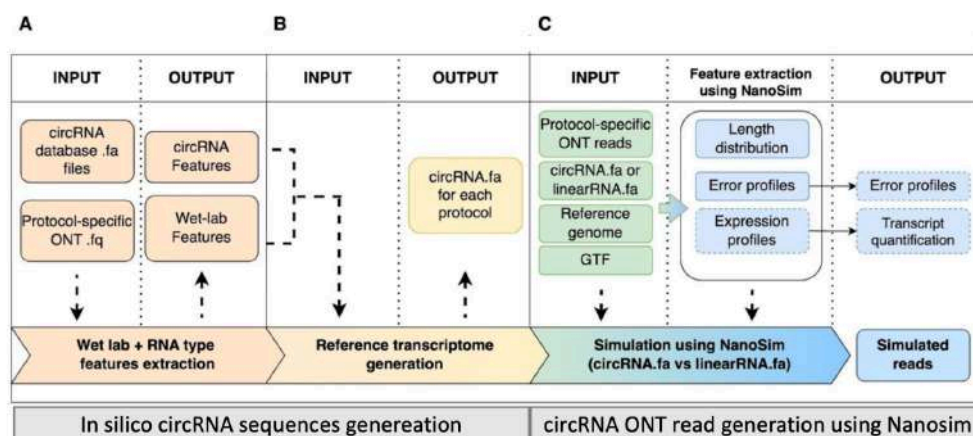 A
B
C
INPUT
OUTPUT
INPUT
OUTPUT
INPUT
Feature extraction
using NanoSim
OUTPUT
circRNA
database .fa
files
circRNA
Features
Protocol-specific
ONT .fq
Wet-lab
Features
circRNA.fa
for each
protocol
Protocol-specific
ONT reads
circRNA.fa or
linearRNA.fa
Reference
genome
GTF
Length
distribution
Error profiles
Expression
profiles
Error profiles
Transcript
quantification
Wet lab + RNA type
features extraction
Reference transcriptome
generation
Simulation using NanoSim
(circRNA.fa vs linearRNA.fa)
Simulated
reads
In silico circRNA sequences genereation
circRNA ONT read generation using Nanosim